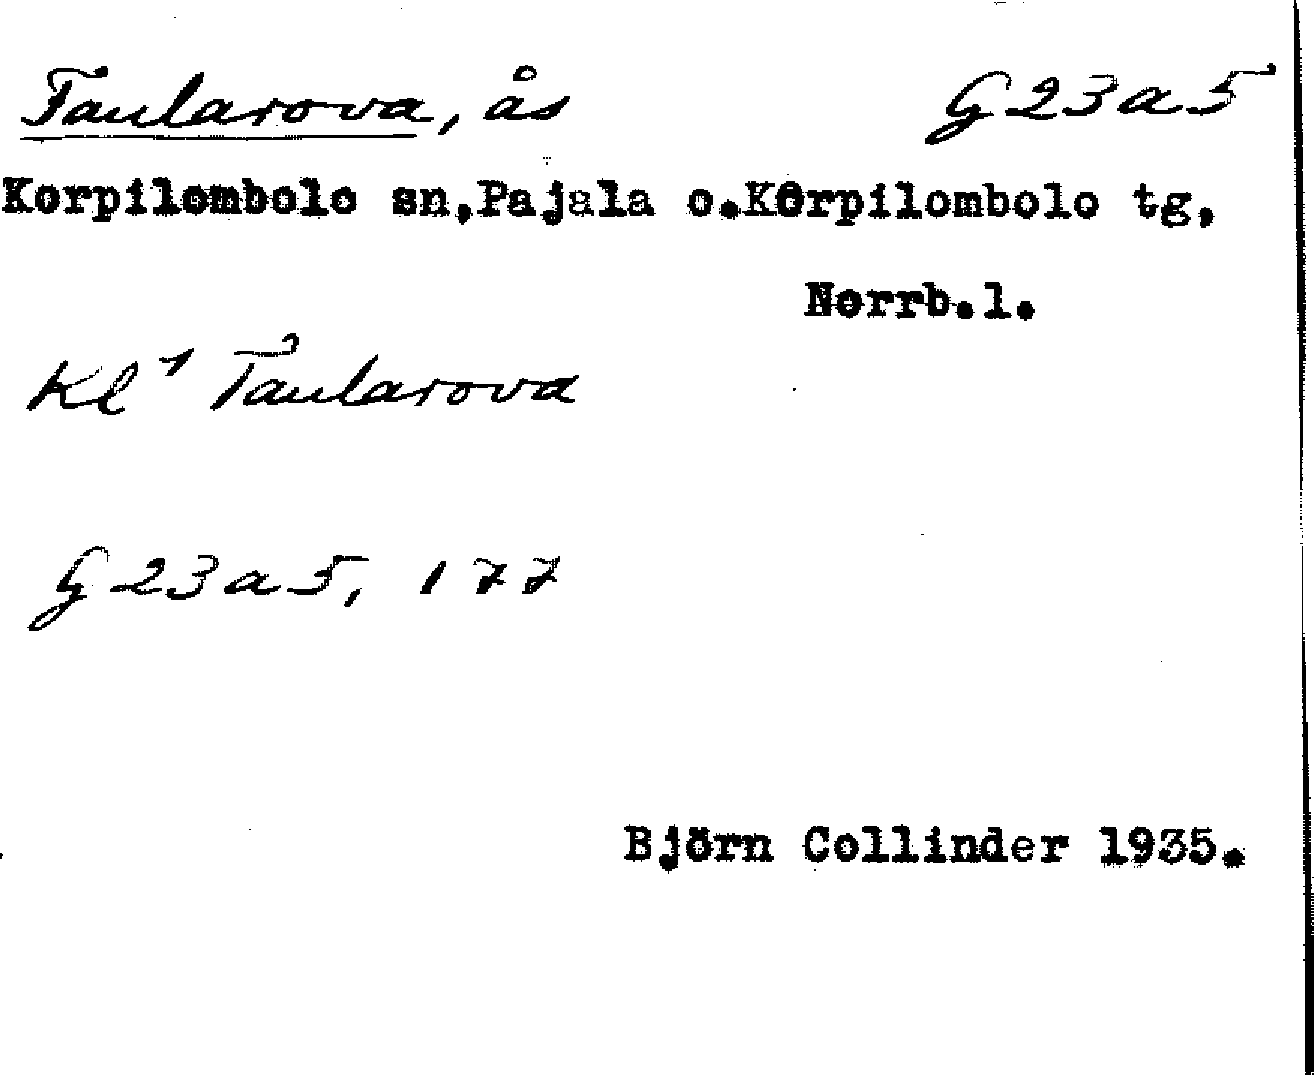 Taularova, ås G23a5
Korpilombolo sn, Pajala o. Korpilombolo tg,
Norrb.l.
Kl¹ Taularova
G23a5, 177
Björn Collinder 1935.